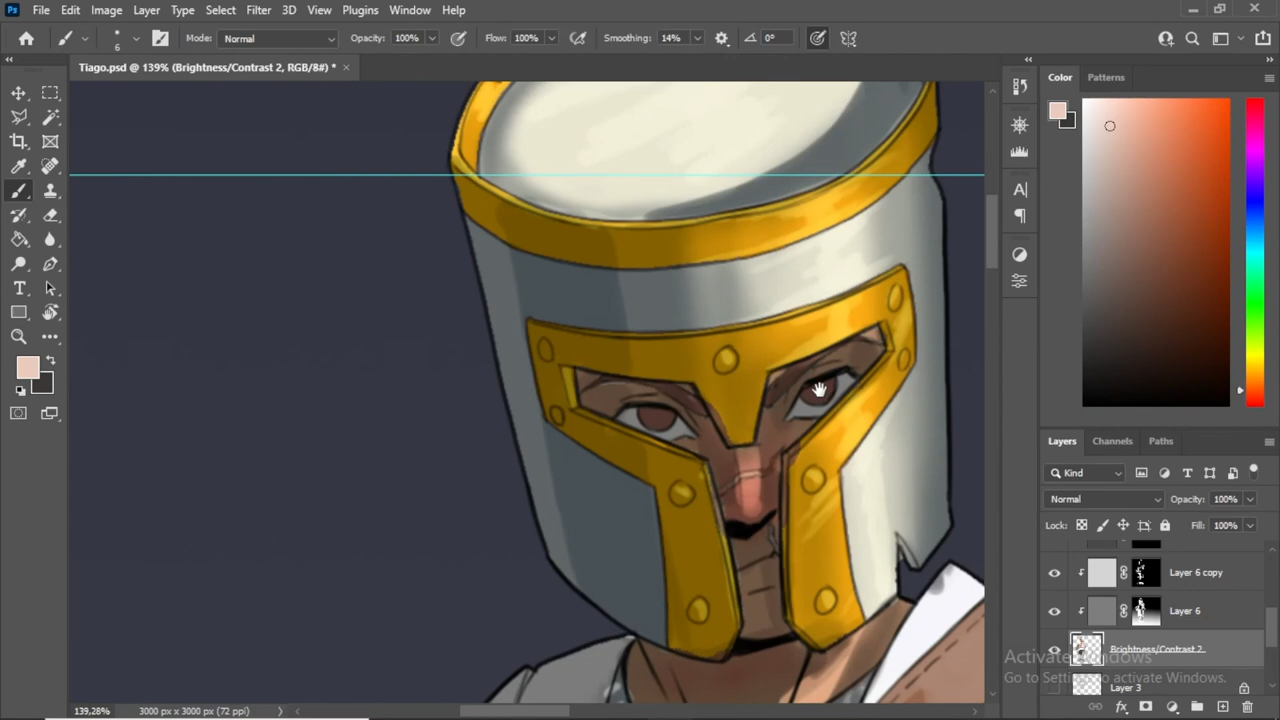 Ps File Edit Image Layer Type Select Filter 3D View Plugins Window Help
6 Mode: Normal Opacity: 100% Flow: 100% Smoothing: 14% 0°
Tiago.psd @ 139% (Brightness/Contrast 2, RGB/8#) * ×
Color Patterns
Layers Channels Paths
Kind
Normal Opacity: 100%
Lock: Fill: 100%
Layer 6 copy
Layer 6
Brightness/Contrast 2
Activate Windows
Go to Settings to activate Windows.
Layer 3
139,28% 3000 px x 3000 px (72 ppi)